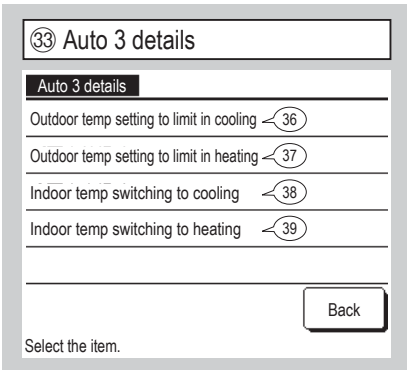 ㉝ Auto 3 details
Auto 3 details
Outdoor temp setting to limit in cooling 36
Outdoor temp setting to limit in heating 37
Indoor temp switching to cooling 38
Indoor temp switching to heating 39
Back
Select the item.